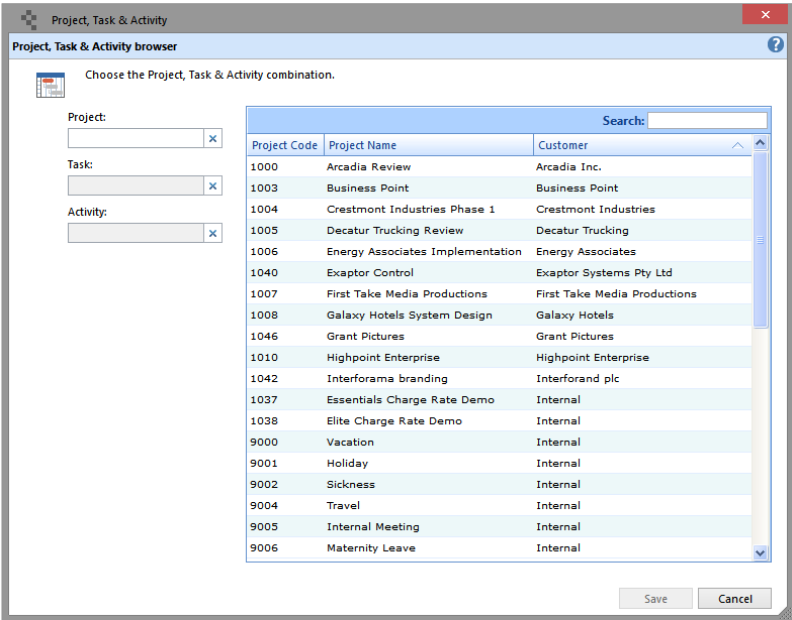 Project, Task & Activity
Project, Task & Activity browser
Choose the Project, Task & Activity combination.
Project:
Task:
Activity:
Search:
Project Code Project Name Customer
1000 Arcadia Review Arcadia Inc.
1003 Business Point Business Point
1004 Crestmont Industries Phase 1 Crestmont Industries
1005 Decatur Trucking Review Decatur Trucking
1006 Energy Associates Implementation Energy Associates
1040 Exaptor Control Exaptor Systems Pty Ltd
1007 First Take Media Productions First Take Media Productions
1008 Galaxy Hotels System Design Galaxy Hotels
1046 Grant Pictures Grant Pictures
1010 Highpoint Enterprise Highpoint Enterprise
1042 Interforama branding Interforand plc
1037 Essentials Charge Rate Demo Internal
1038 Elite Charge Rate Demo Internal
9000 Vacation Internal
9001 Holiday Internal
9002 Sickness Internal
9004 Travel Internal
9005 Internal Meeting Internal
9006 Maternity Leave Internal
Save Cancel